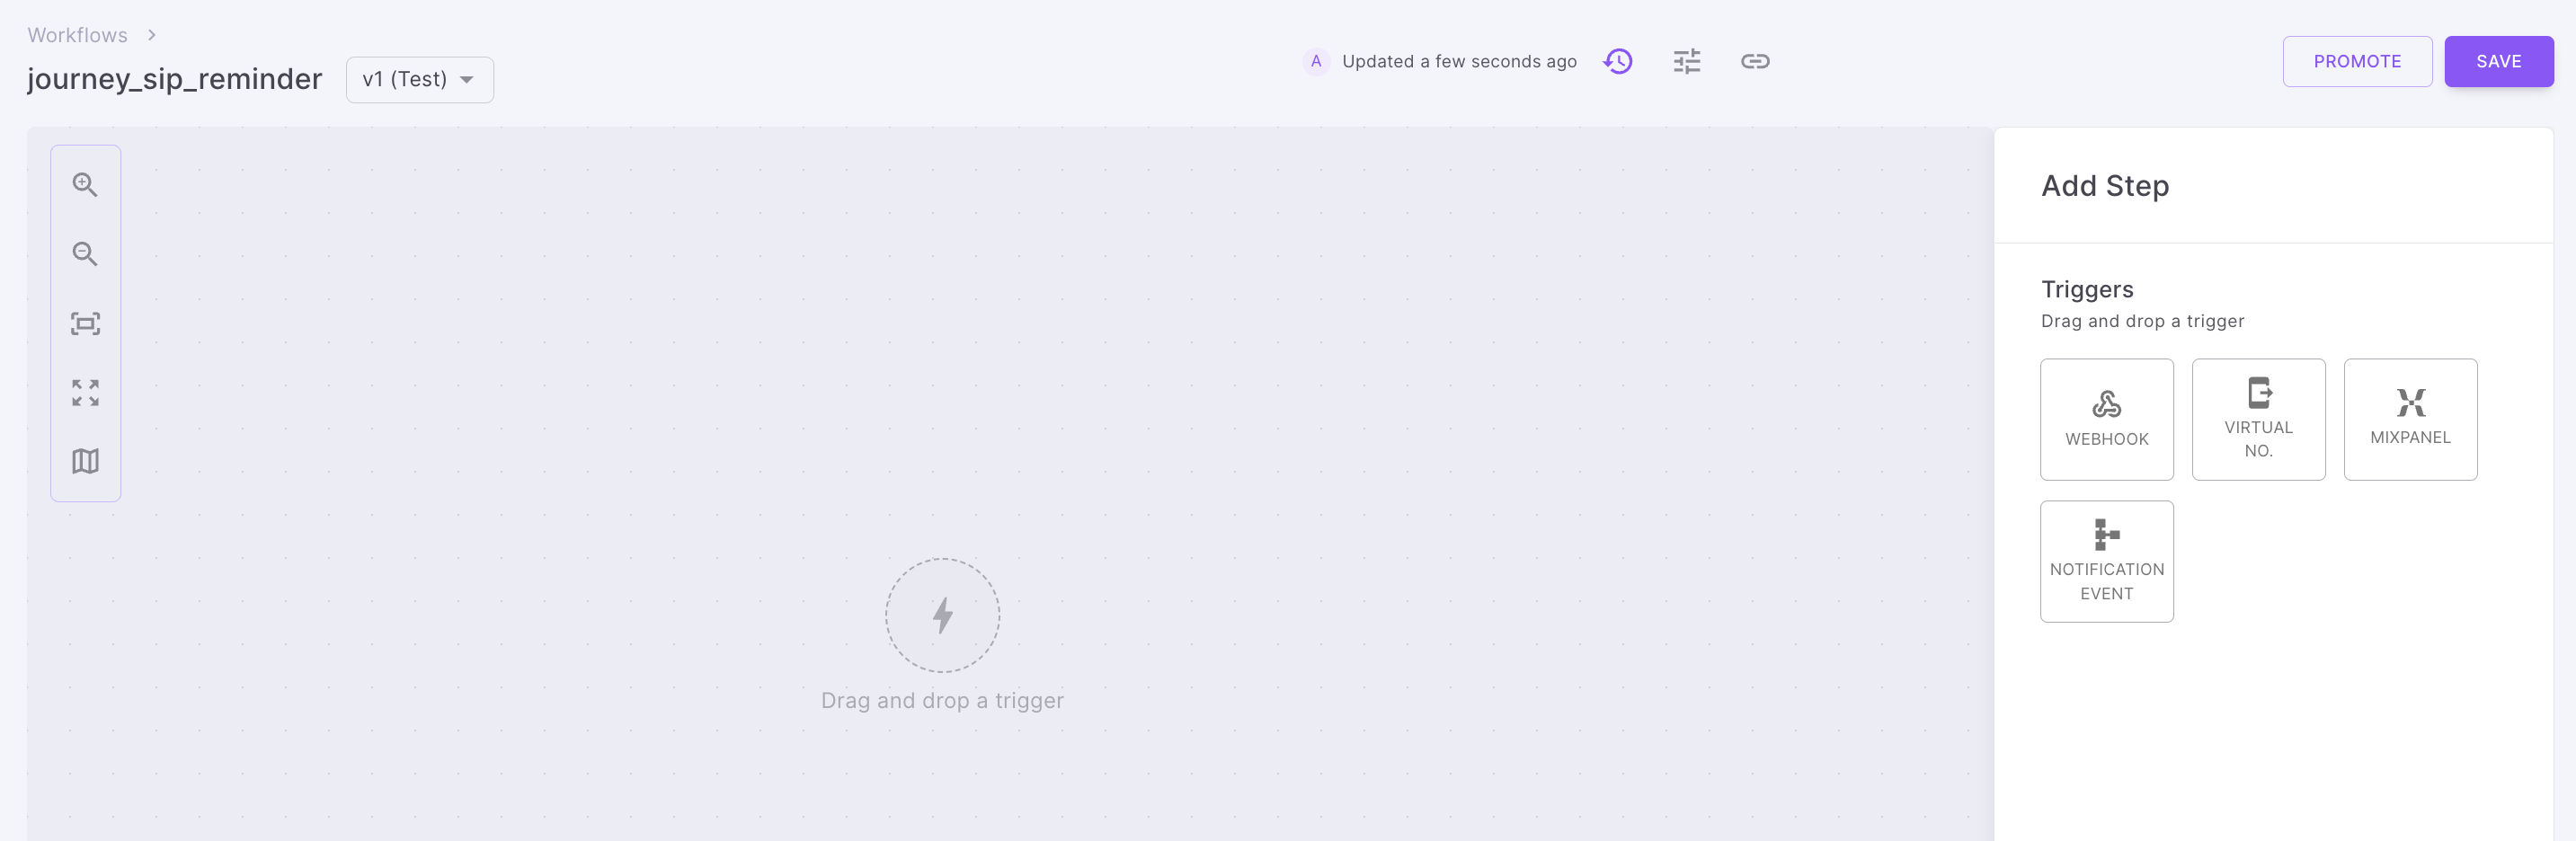 Workflows
journey_sip_reminder
v1 (Test)
A Updated a few seconds ago
PROMOTE
SAVE
Drag and drop a trigger
Add Step
Triggers
Drag and drop a trigger
WEBHOOK
VIRTUAL
NO.
MIXPANEL
NOTIFICATION
EVENT